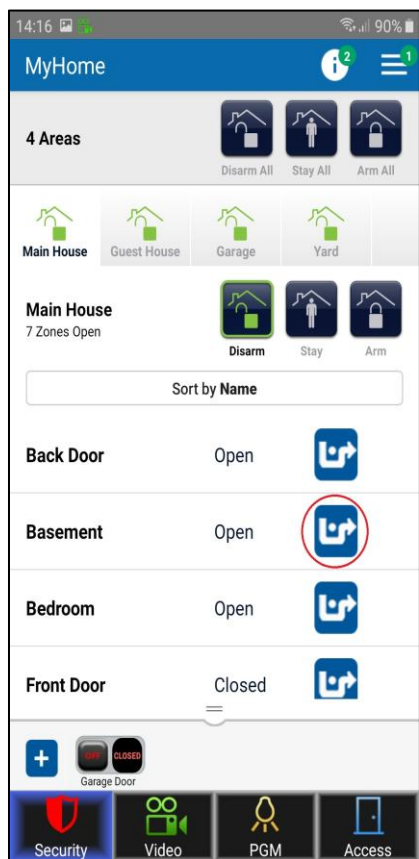 14:16 90%
MyHome
2
1
4 Areas
Disarm All Stay All Arm All
Main House Guest House Garage Yard
Main House
7 Zones Open
Disarm Stay Arm
Sort by Name
Back Door Open
Basement Open
Bedroom Open
Front Door Closed
+ OFF CLOSED
Garage Door
Security Video PGM Access